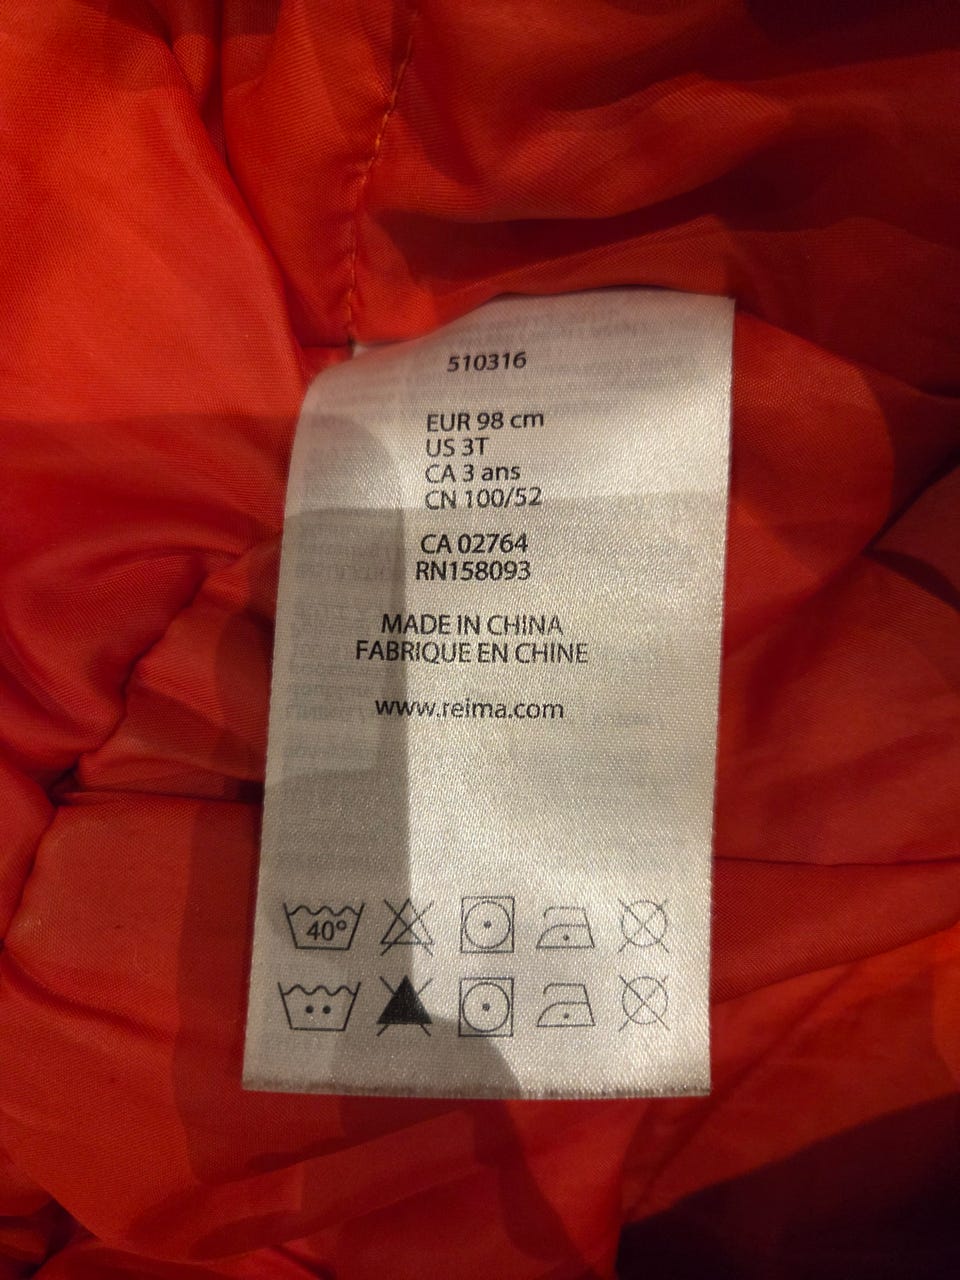 510316
EUR 98 cm
US 3T
CA 3 ans
CN 100/52
CA 02764
RN158093
MADE IN CHINA
FABRIQUE EN CHINE
www.reima.com
40°